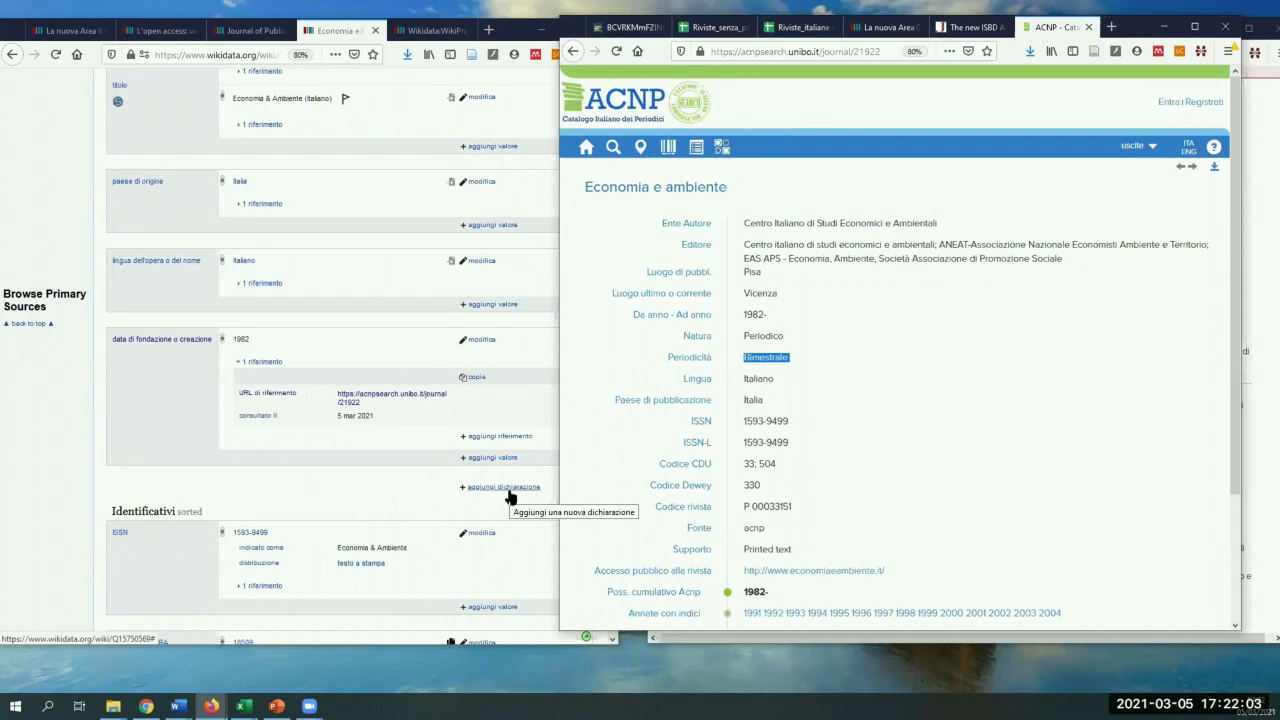 La nuova Area 
L'open access: w
Journal of Public
Economia ed
Wikidata:WikiPro
https://www.wikidata.org/wiki/
80%
titolo
1 riferimento
Economia & Ambiente (italiano)
modifica
1 riferimento
+ aggiungi valore
paese di origine
Italia
modifica
1 riferimento
+ aggiungi valore
lingua dell'opera o del nome
italiano
modifica
1 riferimento
+ aggiungi valore
Browse Primary
Sources
▲ back to top ▲
data di fondazione o creazione
1982
modifica
1 riferimento
copia
URL di riferimento
https://acnpsearch.unibo.it/journal
/21922
consultato il
5 mar 2021
+ aggiungi riferimento
+ aggiungi valore
+ aggiungi dichiarazione
Aggiungi una nuova dichiarazione
Identificativi sorted
ISSN
1593-9499
modifica
indicato come
Economia & Ambiente
distribuzione
testo a stampa
1 riferimento
+ aggiungi valore
https://www.wikidata.org/wiki/Q15750569#
RA
modifica
BCVRKMmFZIN
Riviste_senza_p
Riviste_italiane
La nuova Area 
The new ISBD A
ACNP - Cata
https://acnpsearch.unibo.it/journal/21922
80%
ACNP
Catalogo Italiano dei Periodici
SEARCH
Entra | Registrati
uscite
ITA
ENG
?
Economia e ambiente
Ente Autore
Centro Italiano di Studi Economici e Ambientali
Editore
Centro italiano di studi economici e ambientali; ANEAT-Associazione Nazionale Economisti Ambiente e Territorio;
EAS APS - Economia, Ambiente, Società Associazione di Promozione Sociale
Luogo di pubbl.
Pisa
Luogo ultimo o corrente
Vicenza
Da anno - Ad anno
1982-
Natura
Periodico
Periodicità
Bimestrale
Lingua
Italiano
Paese di pubblicazione
Italia
ISSN
1593-9499
ISSN-L
1593-9499
Codice CDU
33; 504
Codice Dewey
330
Codice rivista
P 00033151
Fonte
acnp
Supporto
Printed text
Accesso pubblico alla rivista
http://www.economiaeambiente.it/
Poss. cumulativo Acnp
1982-
Annate con indici
1991 1992 1993 1994 1995 1996 1997 1998 1999 2000 2001 2002 2003 2004
2021-03-05 17:22:03
05/03/2021